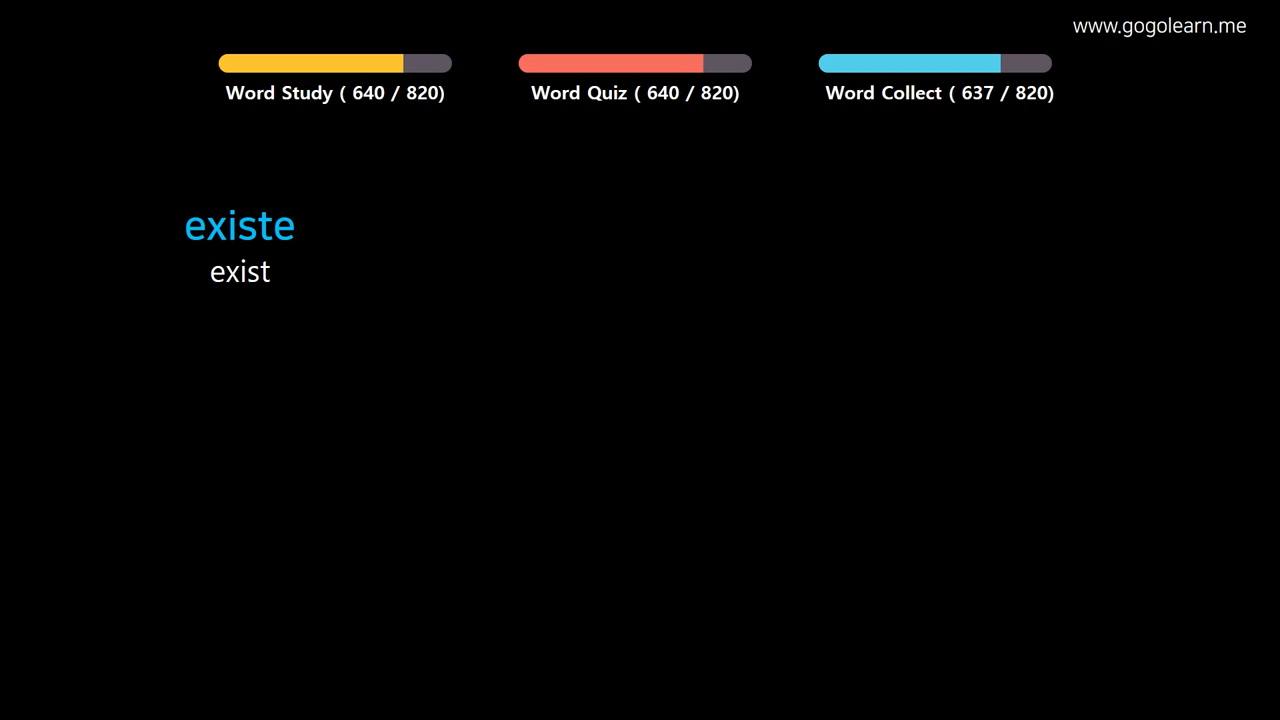 www.gogolearn.me
Word Study ( 640 / 820)
Word Quiz ( 640 / 820)
Word Collect ( 637 / 820)
existe
exist